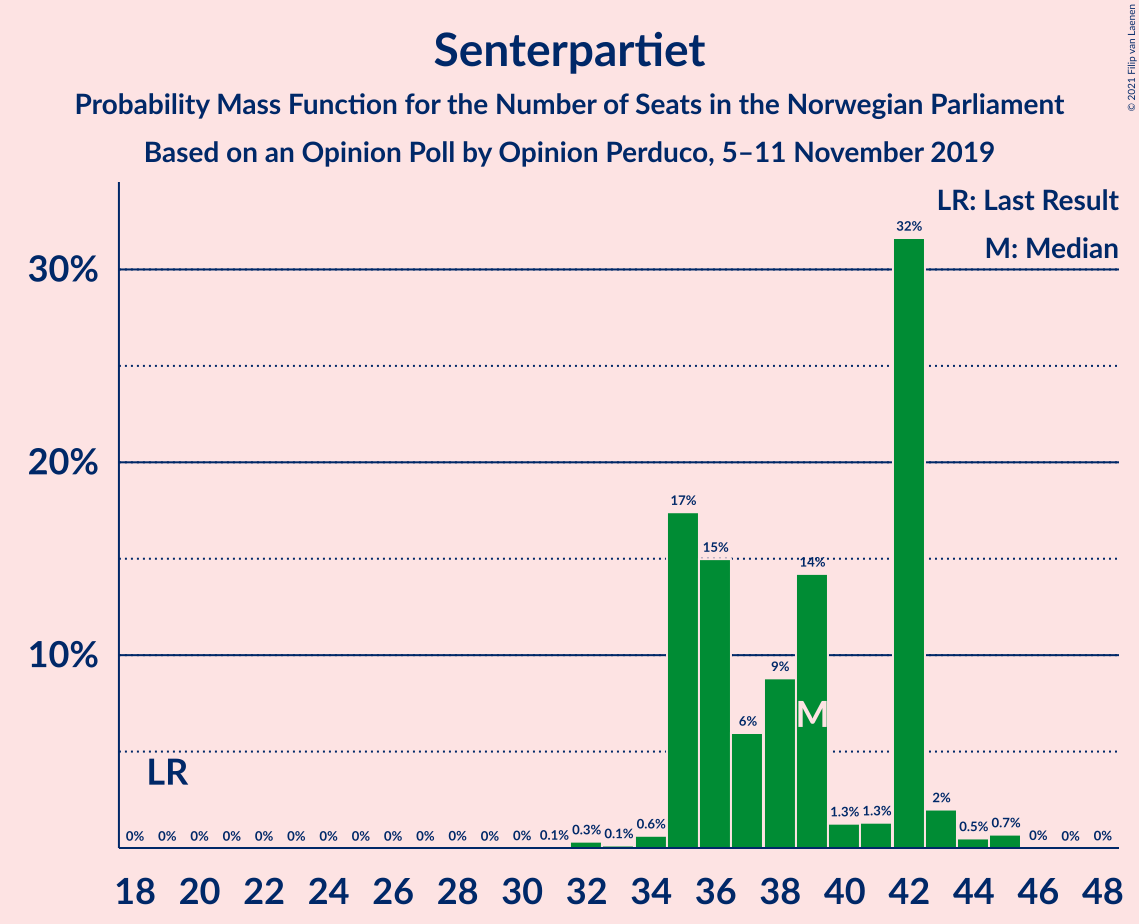 Senterpartiet
Probability Mass Function for the Number of Seats in the Norwegian Parliament
Based on an Opinion Poll by Opinion Perduco, 5–11 November 2019
© 2021 Filip van Laenen
LR: Last Result
M: Median
30%
20%
10%
LR
M
0% 0% 0% 0% 0% 0% 0% 0% 0% 0% 0% 0% 0% 0.1% 0.3% 0.1% 0.6% 17% 15% 6% 9% 14% 1.3% 1.3% 32% 2% 0.5% 0.7% 0% 0% 0%
18 20 22 24 26 28 30 32 34 36 38 40 42 44 46 48